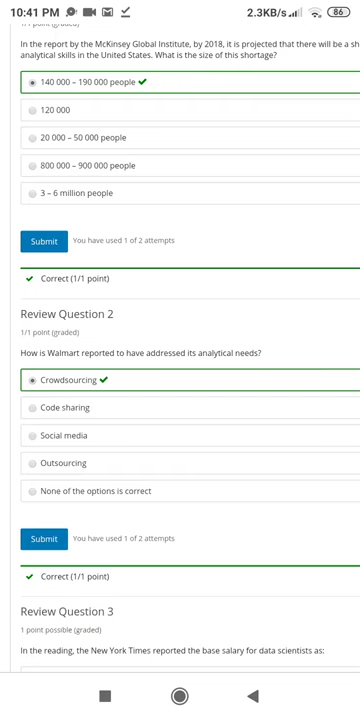 10:41 PM 2.3KB/s 86
In the report by the McKinsey Global Institute, by 2018, it is projected that there will be a sh
analytical skills in the United States. What is the size of this shortage?
140 000 – 190 000 people
120 000
20 000 – 50 000 people
800 000 – 900 000 people
3 – 6 million people
Submit You have used 1 of 2 attempts
Correct (1/1 point)
Review Question 2
1/1 point (graded)
How is Walmart reported to have addressed its analytical needs?
Crowdsourcing
Code sharing
Social media
Outsourcing
None of the options is correct
Submit You have used 1 of 2 attempts
Correct (1/1 point)
Review Question 3
1 point possible (graded)
In the reading, the New York Times reported the base salary for data scientists as: